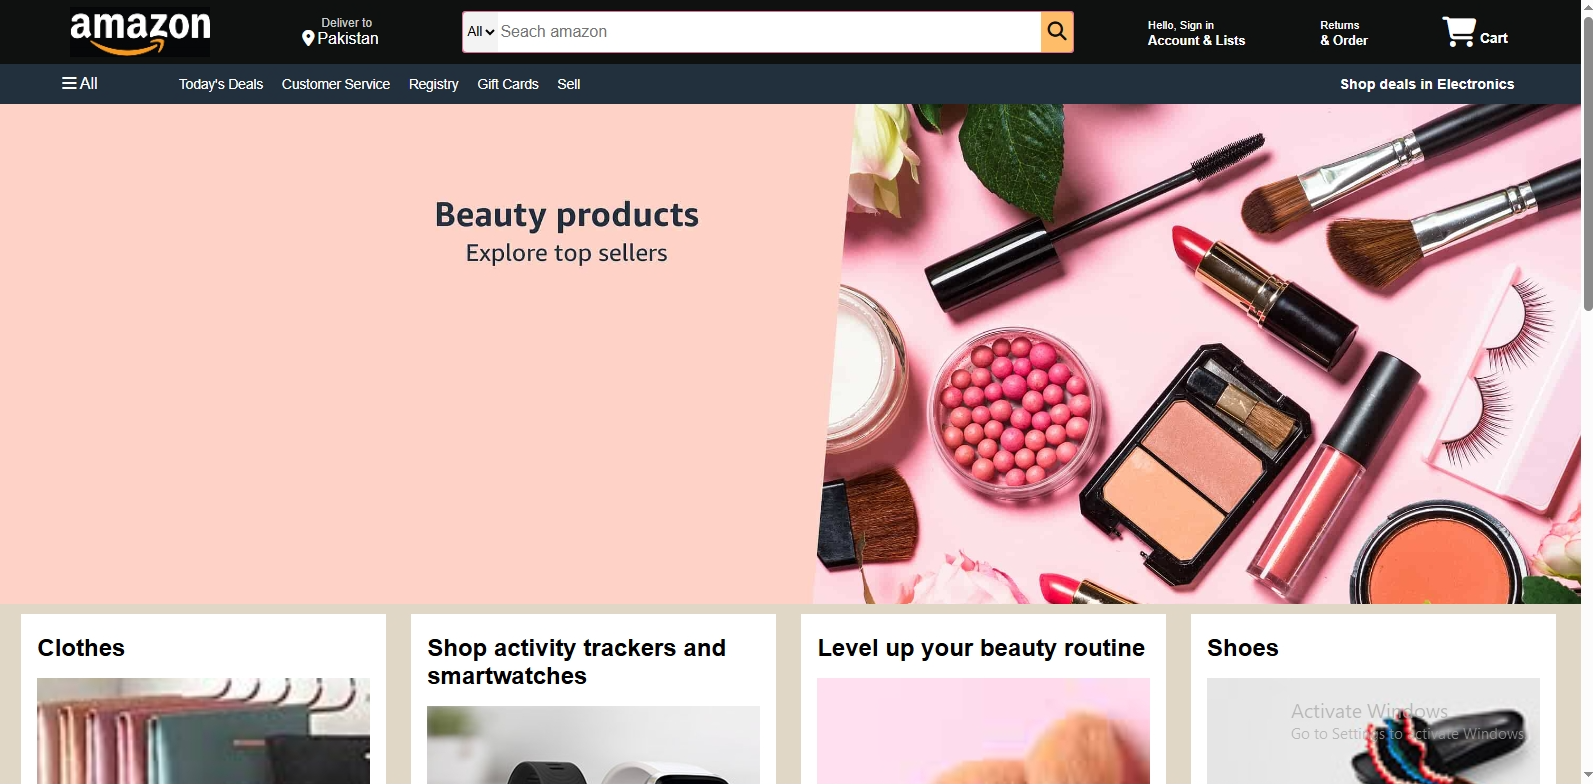 amazon
Deliver to
Pakistan
All
Seach amazon
Hello, Sign in
Account & Lists
Returns
& Order
Cart
All
Today's Deals
Customer Service
Registry
Gift Cards
Sell
Shop deals in Electronics
Beauty products
Explore top sellers
Clothes
Shop activity trackers and
smartwatches
Level up your beauty routine
Shoes
Activate Windows
Go to Settings to activate Windows.